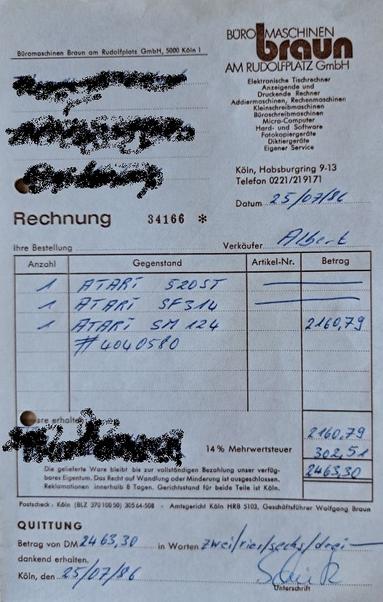 BÜROMASCHINEN
braun
AM RUDOLFPLATZ GmbH
Büromaschinen Braun am Rudolfplatz GmbH, 5000 Köln 1
Elektronische Tischrechner
Anzeigende und
Druckende Rechner
Addiermaschinen, Rechenmaschinen
Kleinschreibmaschinen
Büroschreibmaschinen
Micro-Computer
Hard- und Software
Fotokopiergeräte
Diktiergeräte
Eigener Service
Köln, Habsburgring 9-13
Telefon 0221/219171
Datum 25/07/86
Rechnung 34166 *
Ihre Bestellung Verkäufer Albert
Anzahl Gegenstand Artikel-Nr. Betrag
1 ATARI 520ST
1 ATARI SF314
1 ATARI SM 124 2160,79
#4040580
are erhalten
2160,79
14% Mehrwertsteuer 302,51
2463,30
Die gelieferte Ware bleibt bis zur vollständigen Bezahlung unser verfüg-
bares Eigentum. Das Recht auf Wandlung oder Minderung ist ausgeschlossen.
Reklamationen innerhalb 8 Tagen. Gerichtsstand für beide Teile ist Köln.
Postscheck: Köln (BLZ 370 100 50) 305 64-508 - Amtsgericht Köln HRB 5103, Geschäftsführer Wolfgang Braun
QUITTUNG
Betrag von DM 2463,30 in Worten zwei/vier/sechs/drei—
dankend erhalten.
Köln, den 25/07/86
Unterschrift